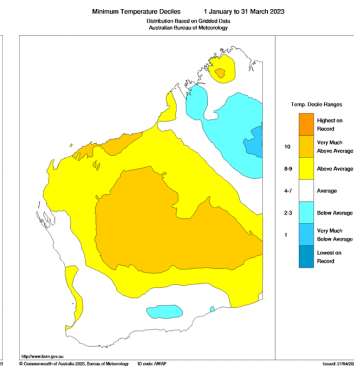 Minimum Temperature Deciles 1 January to 31 March 2023
Distribution Based on Gridded Data
Australian Bureau of Meteorology
Temp. Decile Ranges
Highest on
Record
10 Very Much
Above Average
8-9 Above Average
4-7 Average
2-3 Below Average
1 Very Much
Below Average
Lowest on
Record
http://www.bom.gov.au
© Commonwealth of Australia 2023, Bureau of Meteorology ID code: AWAP